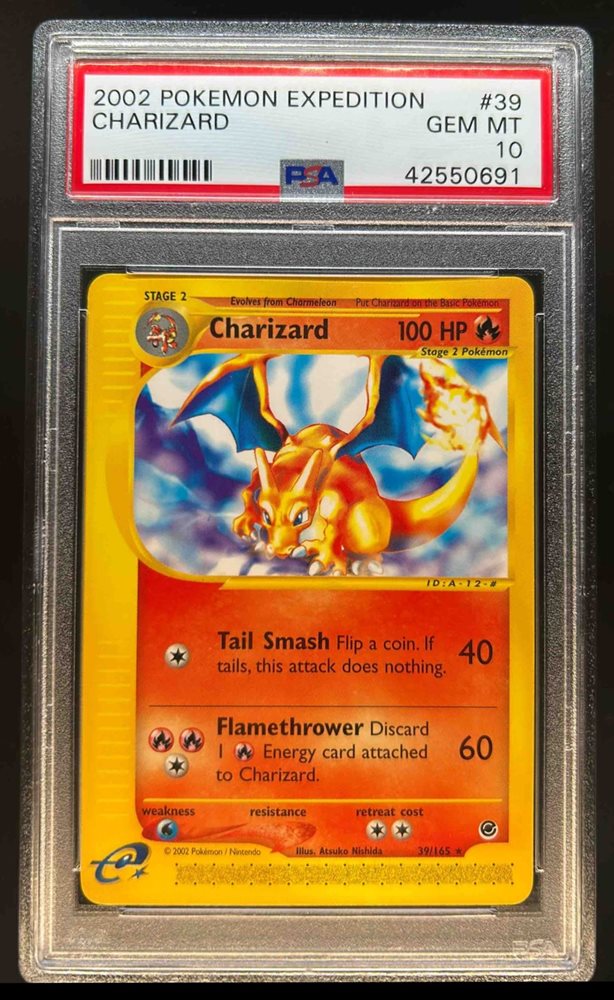 2002 POKEMON EXPEDITION #39
CHARIZARD GEM MT
10
PSA 42550691
STAGE 2 Evolves from Charmeleon Put Charizard on the Basic Pokémon
Charizard 100 HP
Stage 2 Pokémon
ID:A-12-#
Tail Smash Flip a coin. If
tails, this attack does nothing. 40
Flamethrower Discard
1 Energy card attached 60
to Charizard.
weakness resistance retreat cost
© 2002 Pokémon / Nintendo Illus. Atsuko Nishida 39/165 ★
e
PSA